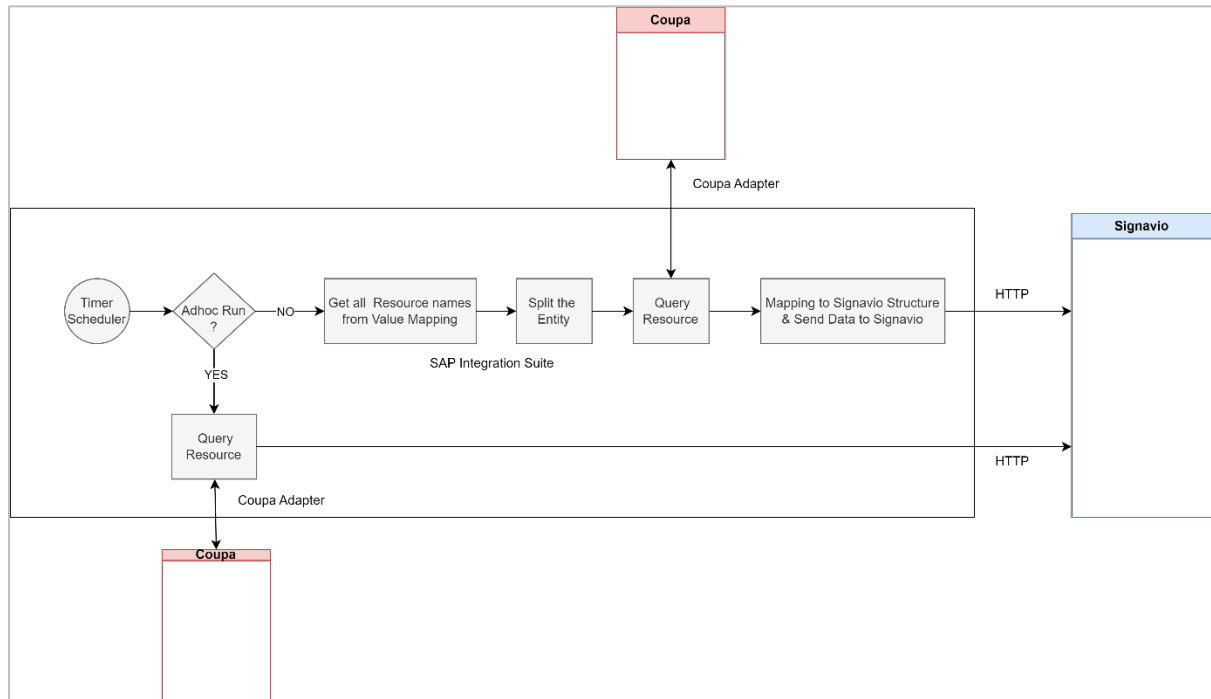 Coupa
Coupa Adapter
Signavio
Timer
Scheduler
Adhoc Run
?
NO
Get all  Resource names
from Value Mapping
Split the
Entity
Query
Resource
Mapping to Signavio Structure
& Send Data to Signavio
HTTP
SAP Integration Suite
YES
Query
Resource
HTTP
Coupa Adapter
Coupa